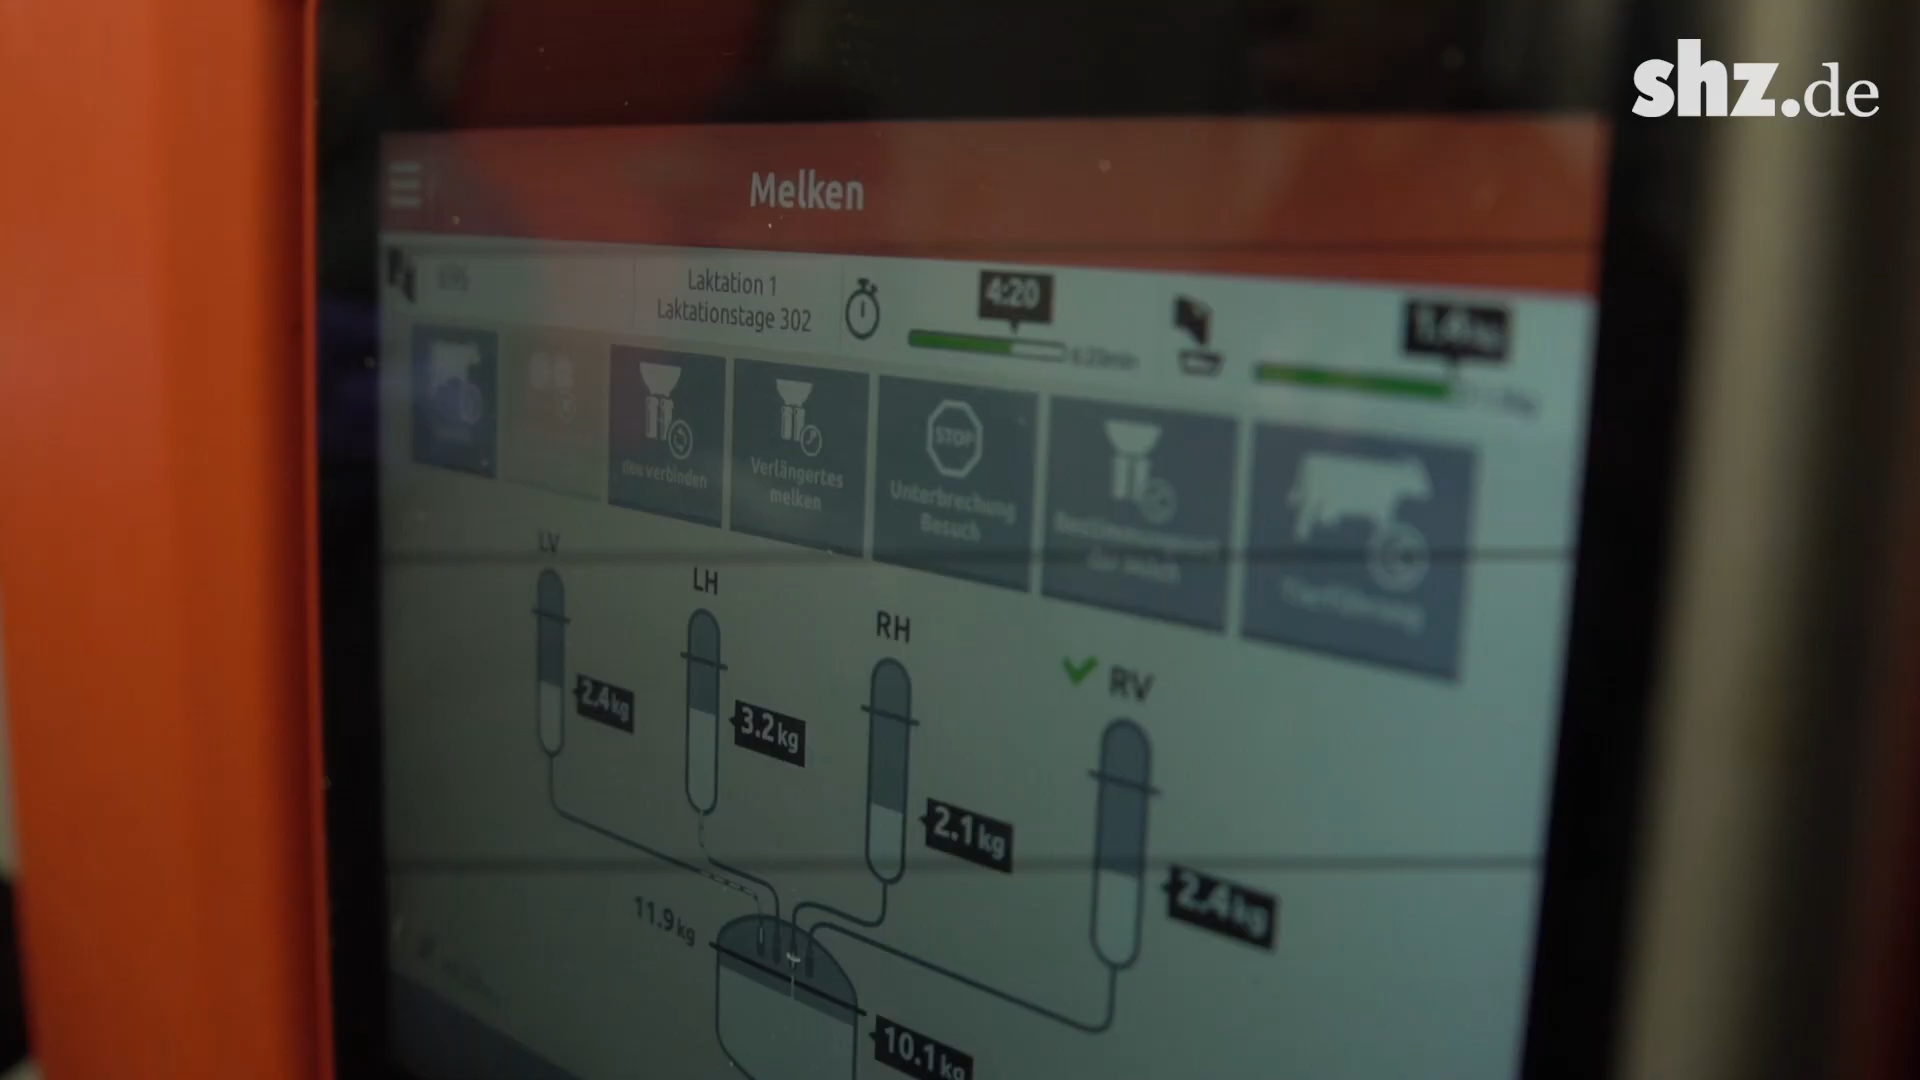 shz.de
Melken
Laktation 1
Laktationstage 302
4:20
neu verbinden
Verlängertes
melken
STOP
Unterbrechung
Besuch
LV
LH
RH
RV
2.4 kg
3.2 kg
2.1 kg
2.4 kg
11.9 kg
10.1 kg